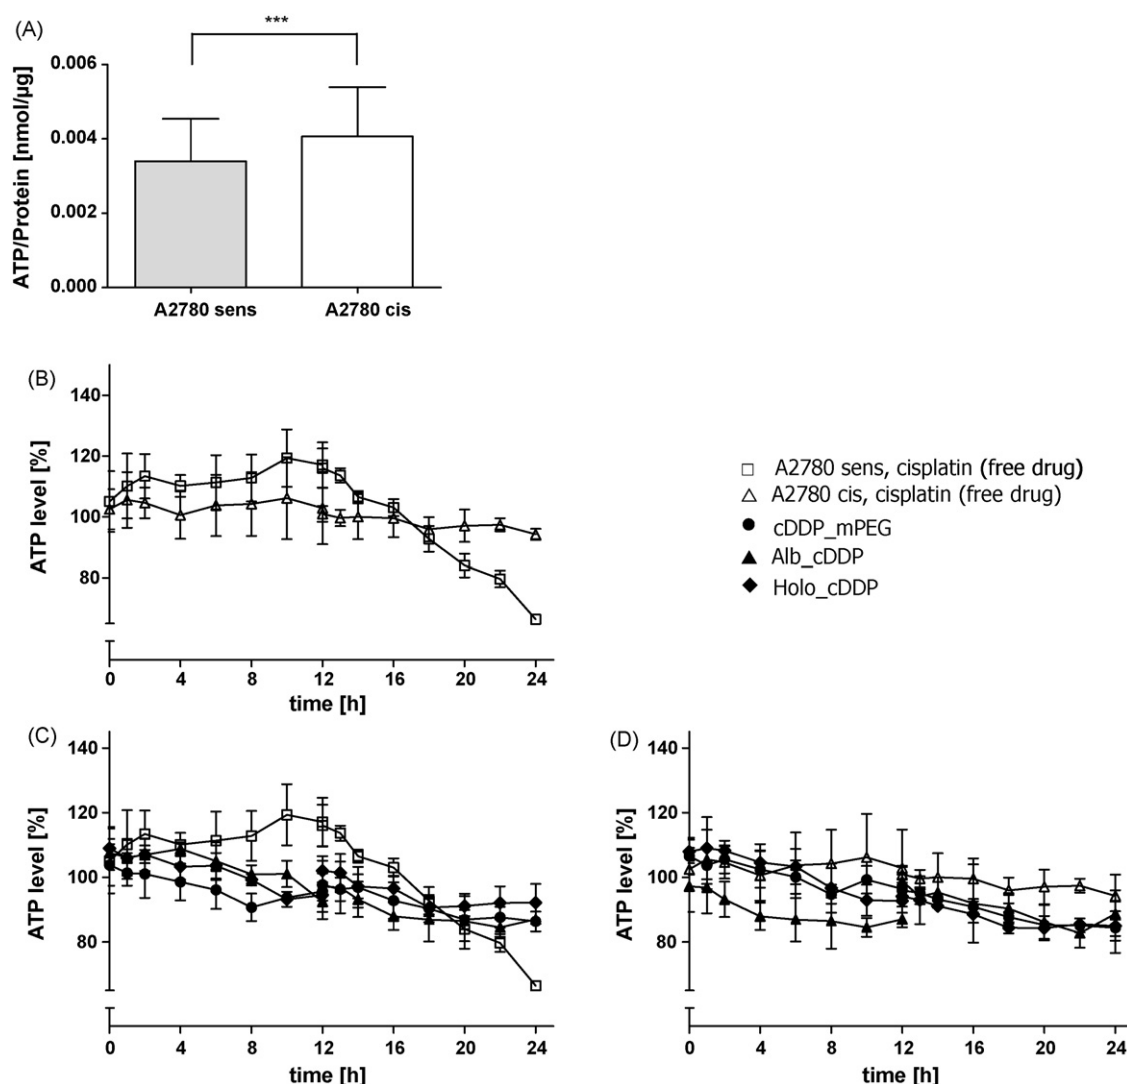 (A)
***
ATP/Protein [nmol/µg]
0.006
0.004
0.002
0.000
A2780 sens
A2780 cis
(B)
ATP level [%]
140
120
100
80
0 4 8 12 16 20 24
time [h]
□ A2780 sens, cisplatin (free drug)
△ A2780 cis, cisplatin (free drug)
● cDDP_mPEG
▲ Alb_cDDP
◆ Holo_cDDP
(C)
ATP level [%]
140
120
100
80
0 4 8 12 16 20 24
time [h]
(D)
ATP level [%]
140
120
100
80
0 4 8 12 16 20 24
time [h]